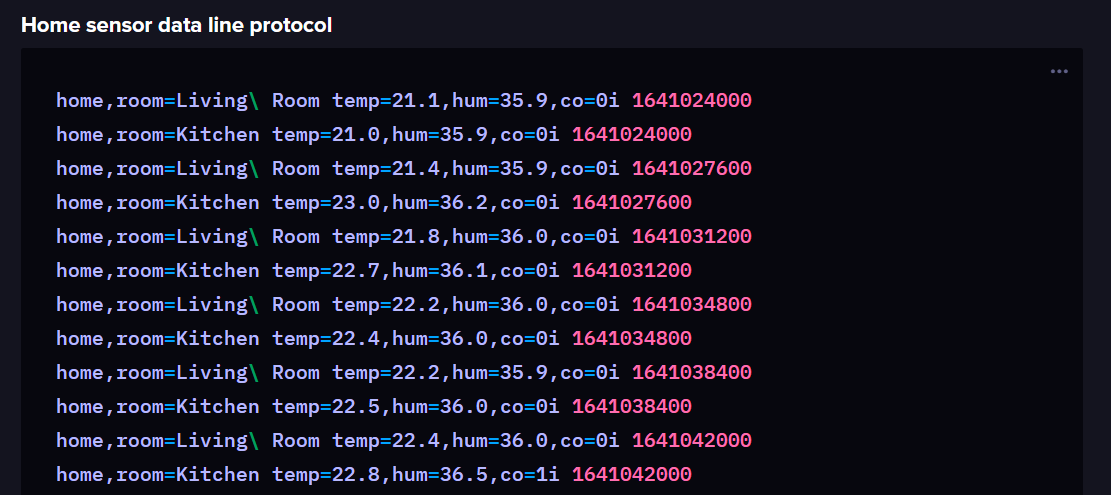 Home sensor data line protocol
home,room=Living\ Room temp=21.1,hum=35.9,co=0i 1641024000
home,room=Kitchen temp=21.0,hum=35.9,co=0i 1641024000
home,room=Living\ Room temp=21.4,hum=35.9,co=0i 1641027600
home,room=Kitchen temp=23.0,hum=36.2,co=0i 1641027600
home,room=Living\ Room temp=21.8,hum=36.0,co=0i 1641031200
home,room=Kitchen temp=22.7,hum=36.1,co=0i 1641031200
home,room=Living\ Room temp=22.2,hum=36.0,co=0i 1641034800
home,room=Kitchen temp=22.4,hum=36.0,co=0i 1641034800
home,room=Living\ Room temp=22.2,hum=35.9,co=0i 1641038400
home,room=Kitchen temp=22.5,hum=36.0,co=0i 1641038400
home,room=Living\ Room temp=22.4,hum=36.0,co=0i 1641042000
home,room=Kitchen temp=22.8,hum=36.5,co=1i 1641042000